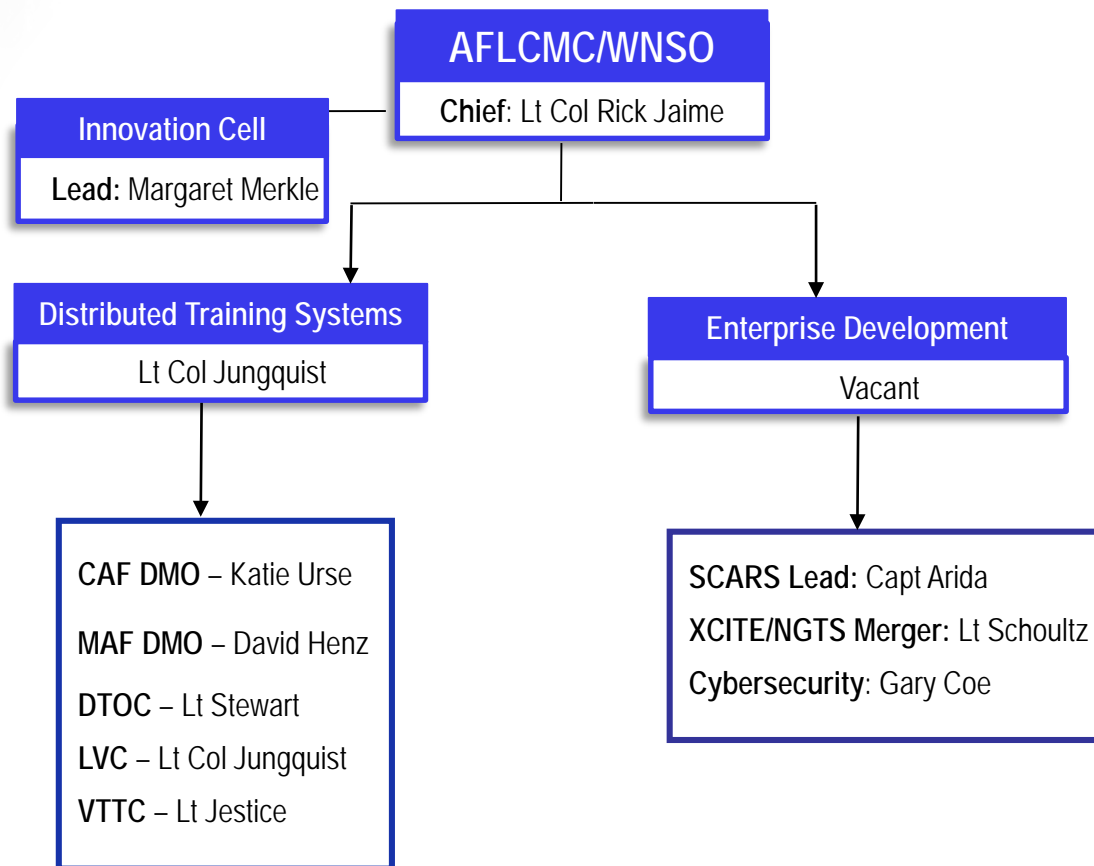 AFLCMC/WNSO
Chief: Lt Col Rick Jaime
Innovation Cell
Lead: Margaret Merkle
Distributed Training Systems
Lt Col Jungquist
Enterprise Development
Vacant
CAF DMO – Katie Urse
MAF DMO – David Henz
DTOC – Lt Stewart
LVC – Lt Col Jungquist
VTTC – Lt Jestice
SCARS Lead: Capt Arida
XCITE/NGTS Merger: Lt Schoultz
Cybersecurity: Gary Coe